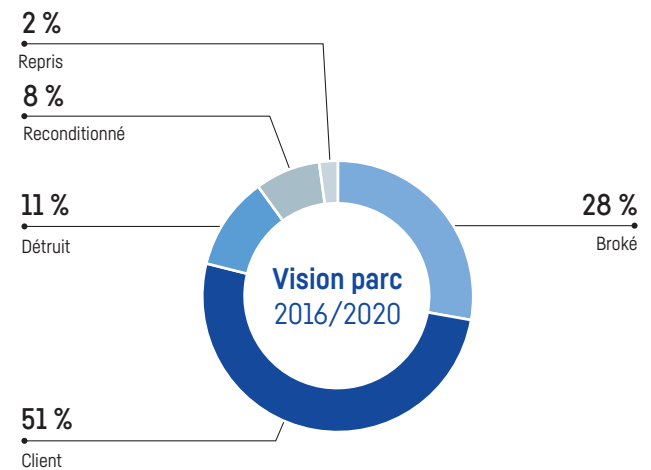 2 %
Repris
8 %
Reconditionné
11 %
Détruit
28 %
Broké
Vision parc
2016/2020
51 %
Client